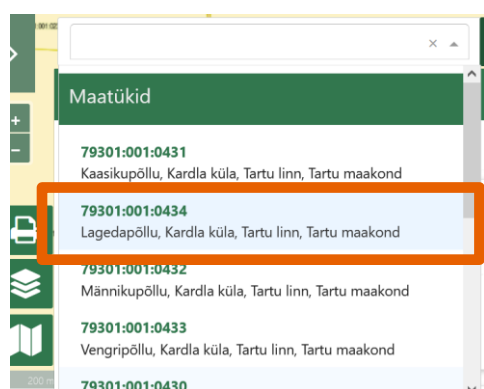 Maatükid
79301:001:0431
Kaasikupõllu, Kardla küla, Tartu linn, Tartu maakond
79301:001:0434
Lagedapõllu, Kardla küla, Tartu linn, Tartu maakond
79301:001:0432
Männikupõllu, Kardla küla, Tartu linn, Tartu maakond
79301:001:0433
Vengripõllu, Kardla küla, Tartu linn, Tartu maakond
79301:001:0430
200 m